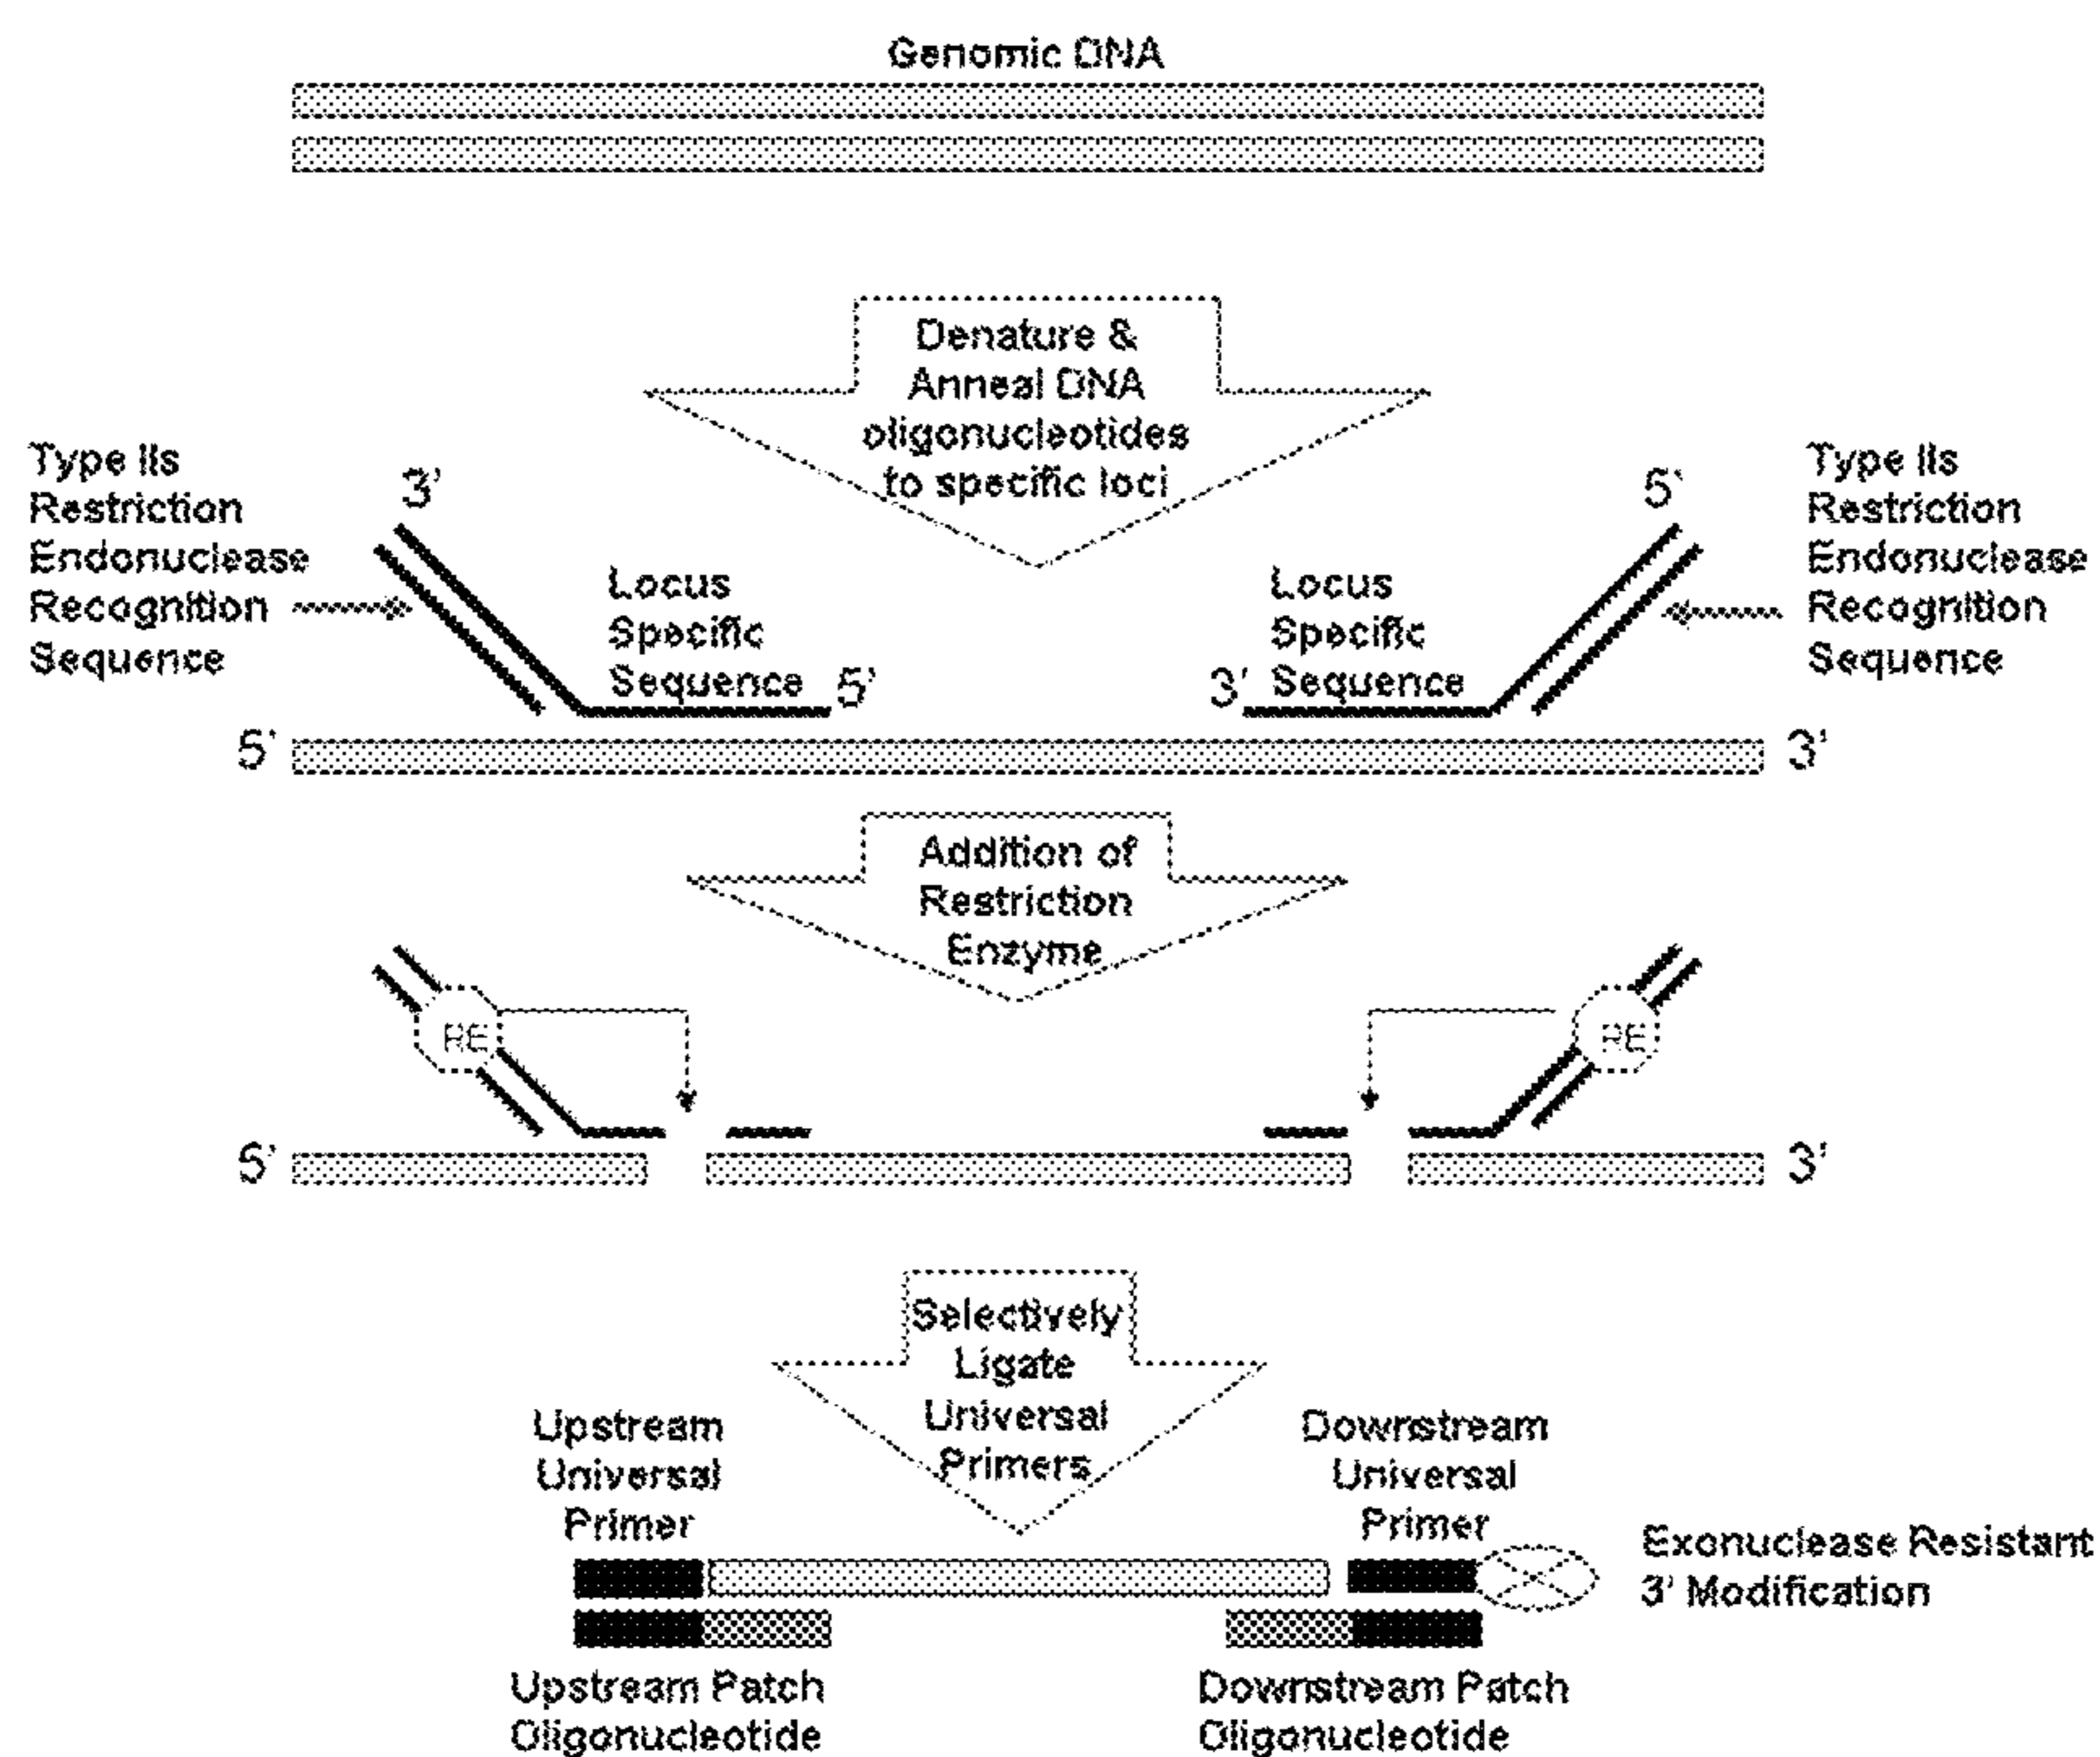 Genomic DNA
Denature &
Anneal DNA
oligonucleotides
to specific loci
Type IIs
Restriction
Endonuclease
Recognition
Sequence
3'
Locus
Specific
Sequence
5'
Locus
Specific
Sequence
3'
5'
Type IIs
Restriction
Endonuclease
Recognition
Sequence
5'
3'
Addition of
Restriction
Enzyme
RE
RE
5'
3'
Selectively
Ligate
Universal
Primers
Upstream
Universal
Primer
Downstream
Universal
Primer
Exonuclease Resistant
3' Modification
Upstream Patch
Oligonucleotide
Downstream Patch
Oligonucleotide